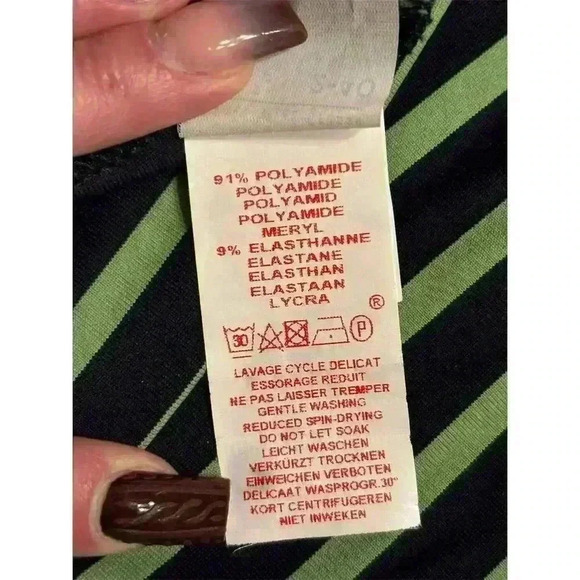 91% POLYAMIDE
POLYAMIDE
POLYAMID
POLYAMIDE
MERYL
9% ELASTHANNE
ELASTANE
ELASTHAN
ELASTAAN
LYCRA ®
30 P
LAVAGE CYCLE DELICAT
ESSORAGE REDUIT
NE PAS LAISSER TREMPER
GENTLE WASHING
REDUCED SPIN-DRYING
DO NOT LET SOAK
LEICHT WASCHEN
VERKÜRZT TROCKNEN
EINWEICHEN VERBOTEN
DELICAAT WASPROGR.30°
KORT CENTRIFUGEREN
NIET INWEKEN